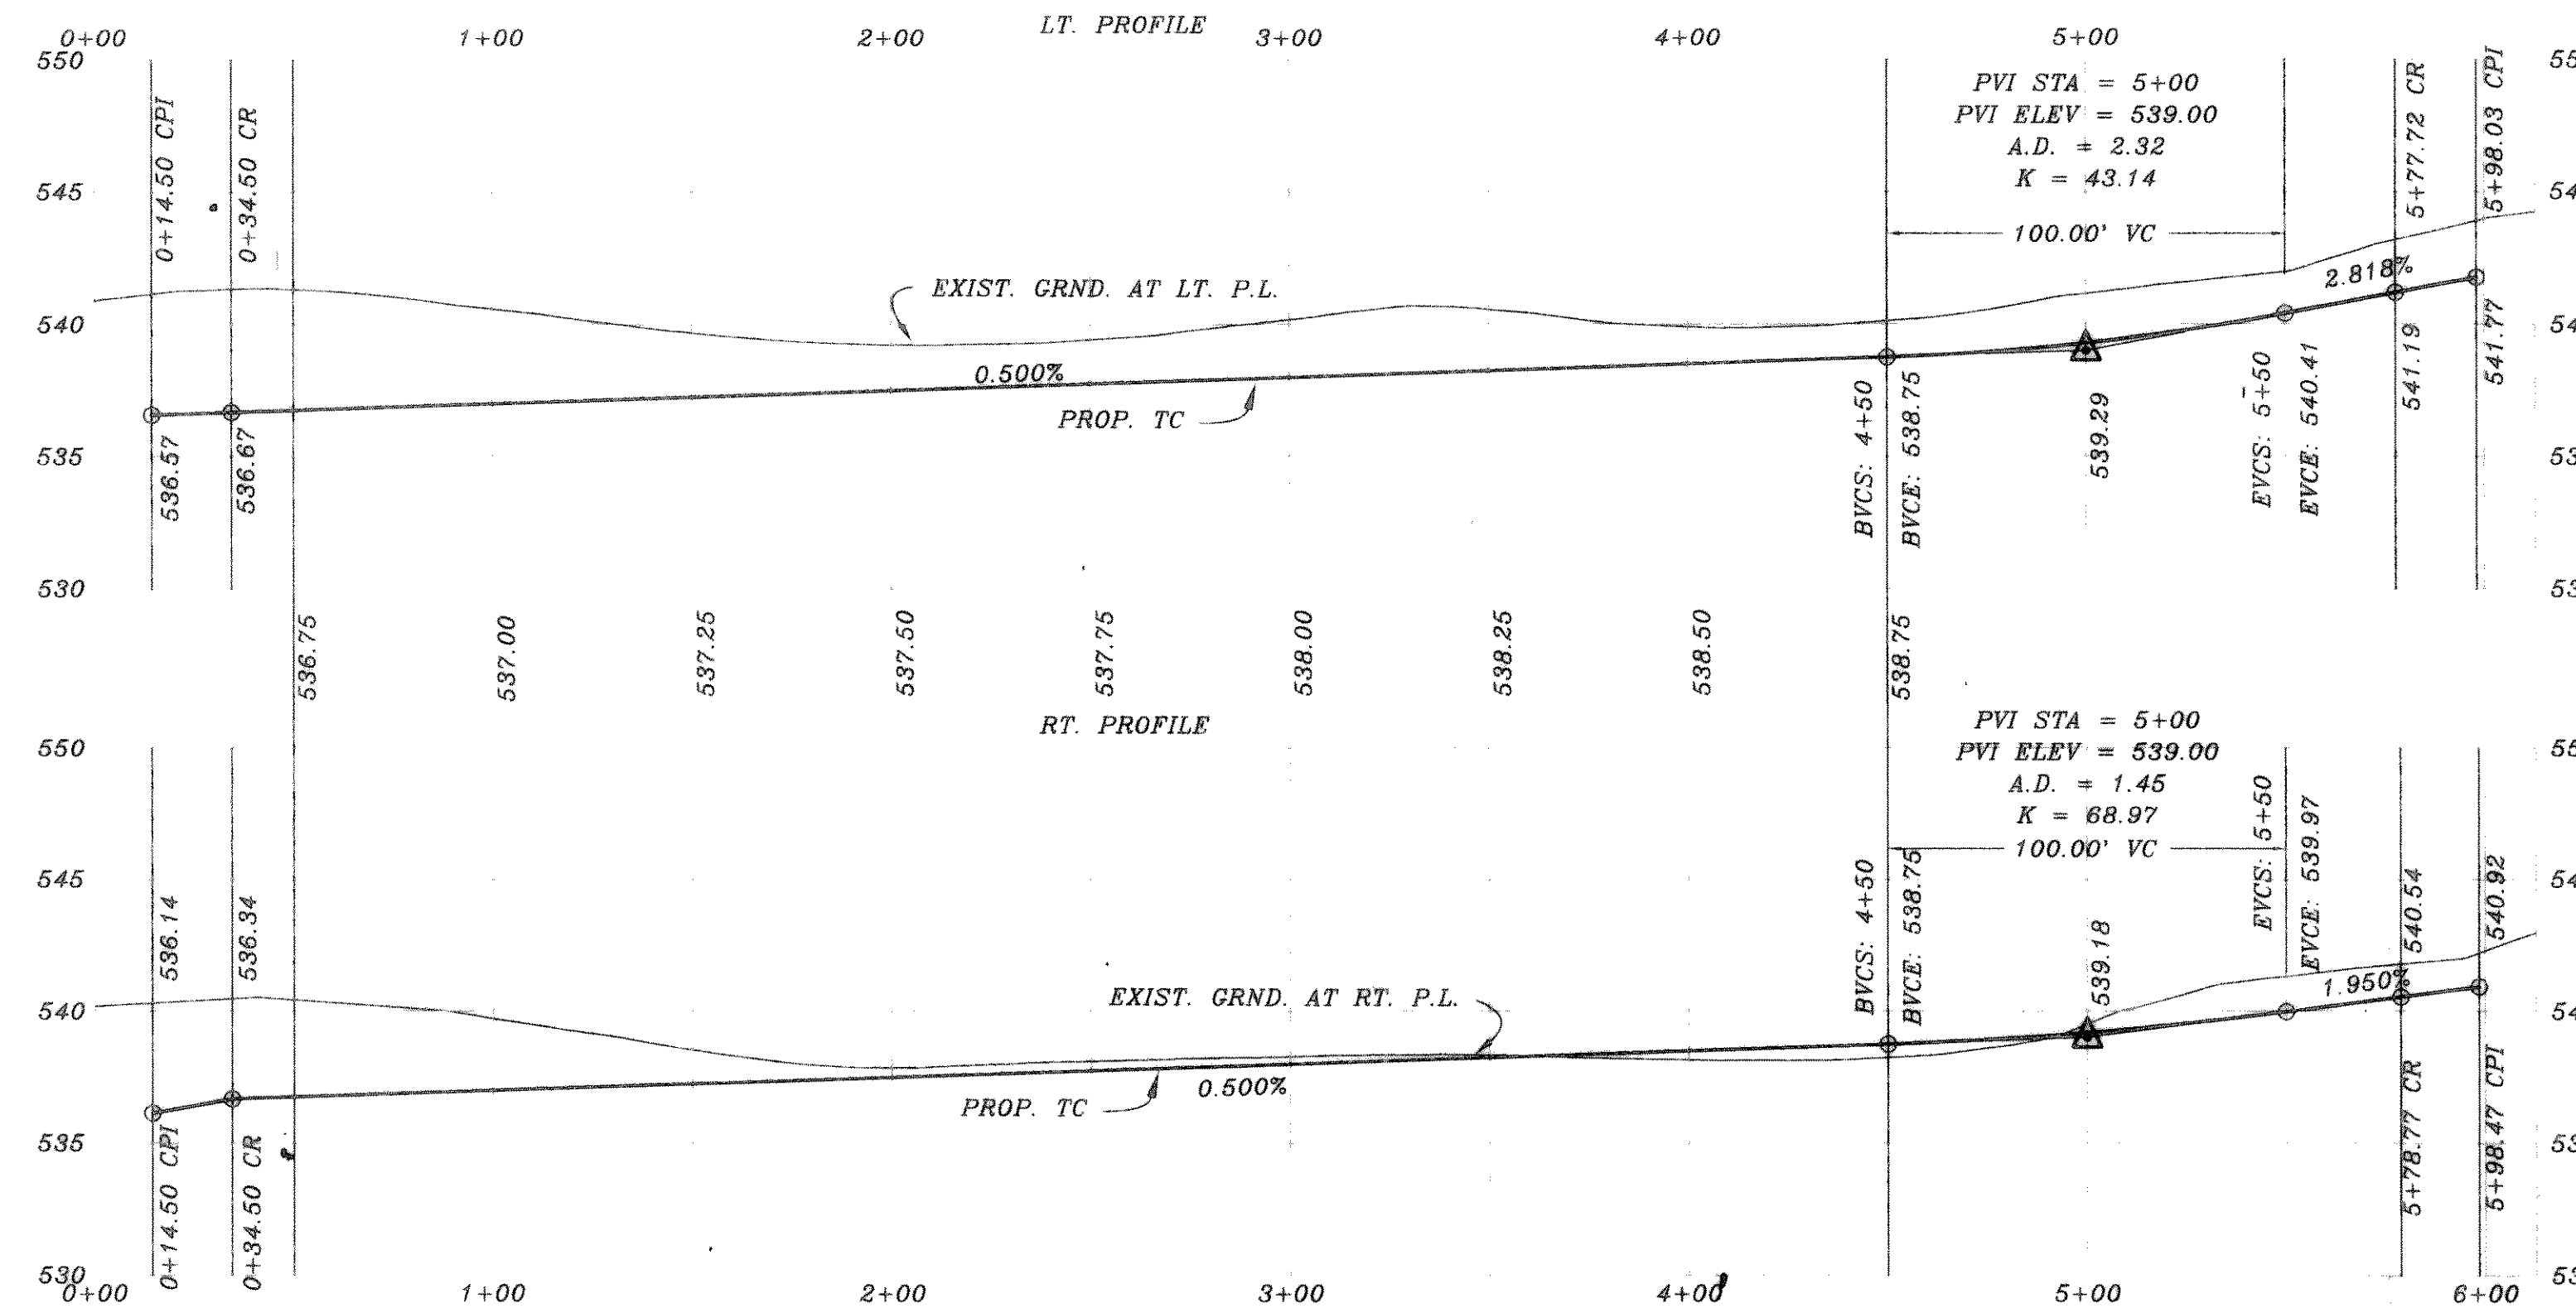 LT. PROFILE
0+00 1+00 2+00 3+00 4+00 5+00
550
545
540
535
530
0+14.50 CPI
0+34.50 CR
536.57
536.67
EXIST. GRND. AT LT. P.L.
0.500%
PROP. TC
PVI STA = 5+00
PVI ELEV = 539.00
A.D. = 2.32
K = 43.14
100.00' VC
BVCS: 4+50
BVCE: 538.75
539.29
EVCS: 5+50
EVCE: 540.41
2.818%
5+77.72 CR
541.19
5+98.03 CPI
541.77
536.75 537.00 537.25 537.50 537.75 538.00 538.25 538.50 538.75
RT. PROFILE
550
545
540
535
530
536.14
536.34
0+14.50 CPI
0+34.50 CR
EXIST. GRND. AT RT. P.L.
0.500%
PROP. TC
PVI STA = 5+00
PVI ELEV = 539.00
A.D. = 1.45
K = 68.97
100.00' VC
BVCS: 4+50
BVCE: 538.75
539.18
EVCS: 5+50
EVCE: 539.97
1.950%
540.54
5+78.77 CR
540.92
5+98.47 CPI
0+00 1+00 2+00 3+00 4+00 5+00 6+00